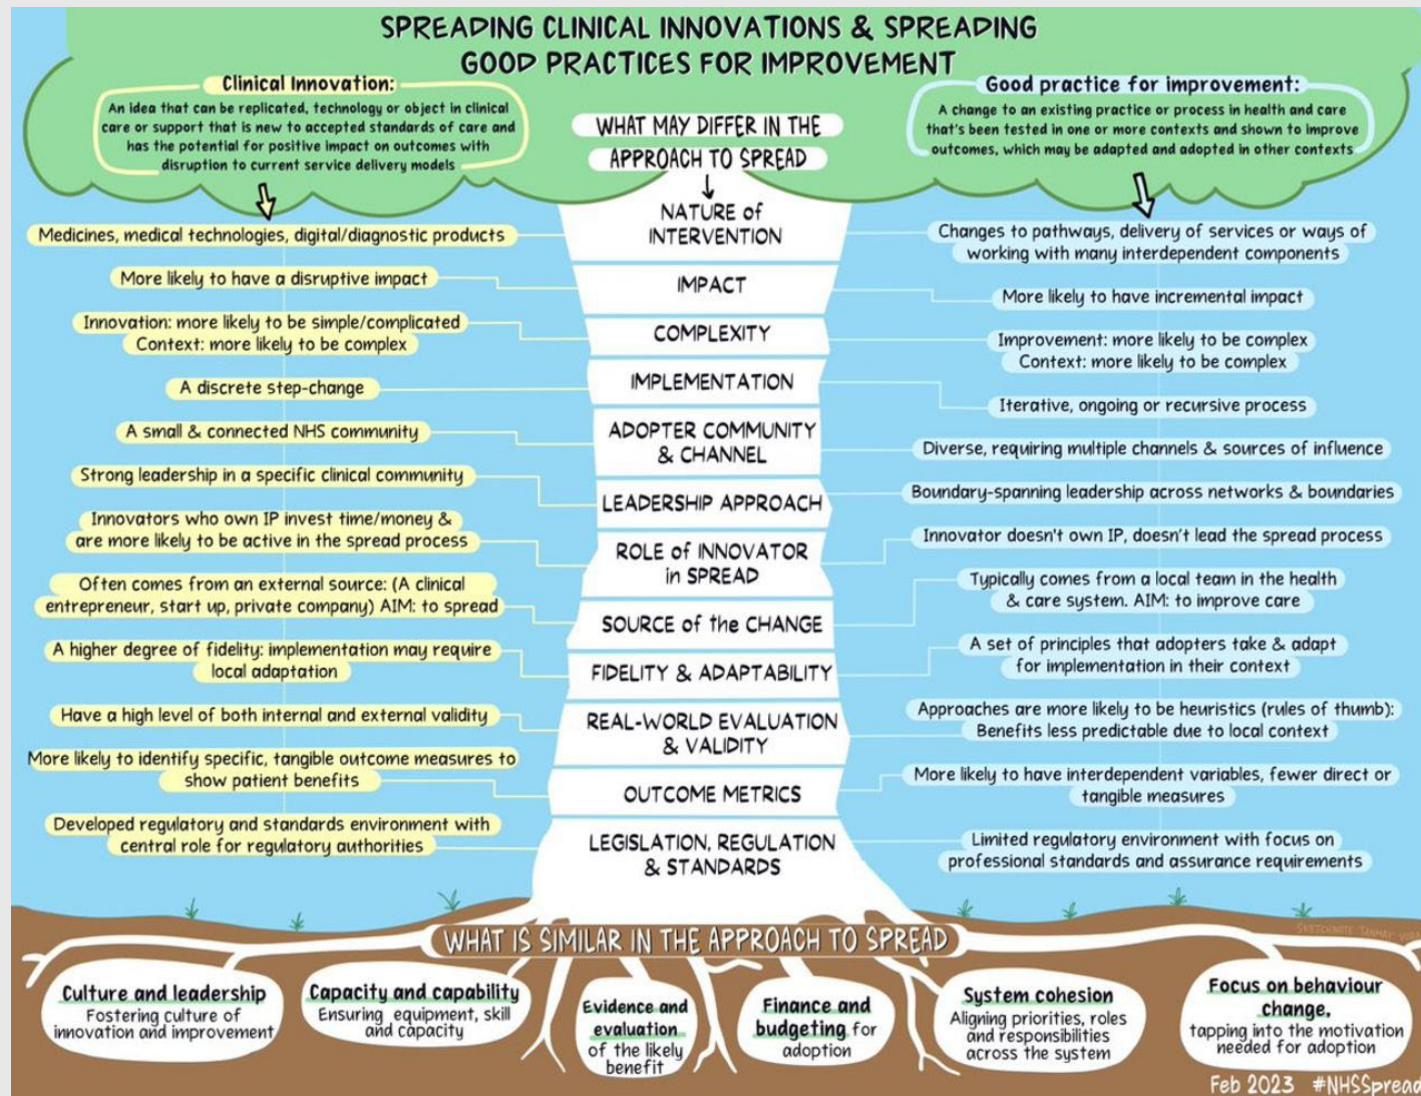 SPREADING CLINICAL INNOVATIONS & SPREADING
GOOD PRACTICES FOR IMPROVEMENT
Clinical Innovation:
An idea that can be replicated, technology or object in clinical
care or support that is new to accepted standards of care and
has the potential for positive impact on outcomes with
disruption to current service delivery models
WHAT MAY DIFFER IN THE
APPROACH TO SPREAD
Good practice for improvement:
A change to an existing practice or process in health and care
that's been tested in one or more contexts and shown to improve
outcomes, which may be adapted and adopted in other contexts
Medicines, medical technologies, digital/diagnostic products
NATURE of
INTERVENTION
Changes to pathways, delivery of services or ways of
working with many interdependent components
More likely to have a disruptive impact
IMPACT
More likely to have incremental impact
Innovation: more likely to be simple/complicated
Context: more likely to be complex
COMPLEXITY
Improvement: more likely to be complex
Context: more likely to be complex
A discrete step-change
IMPLEMENTATION
Iterative, ongoing or recursive process
A small & connected NHS community
ADOPTER COMMUNITY
& CHANNEL
Diverse, requiring multiple channels & sources of influence
Strong leadership in a specific clinical community
LEADERSHIP APPROACH
Boundary-spanning leadership across networks & boundaries
Innovators who own IP invest time/money &
are more likely to be active in the spread process
ROLE of INNOVATOR
in SPREAD
Innovator doesn't own IP, doesn't lead the spread process
Often comes from an external source: (A clinical
entrepreneur, start up, private company) AIM: to spread
SOURCE of the CHANGE
Typically comes from a local team in the health
& care system. AIM: to improve care
A higher degree of fidelity: implementation may require
local adaptation
FIDELITY & ADAPTABILITY
A set of principles that adopters take & adapt
for implementation in their context
Have a high level of both internal and external validity
REAL-WORLD EVALUATION
& VALIDITY
Approaches are more likely to be heuristics (rules of thumb):
Benefits less predictable due to local context
More likely to identify specific, tangible outcome measures to
show patient benefits
OUTCOME METRICS
More likely to have interdependent variables, fewer direct or
tangible measures
Developed regulatory and standards environment with
central role for regulatory authorities
LEGISLATION, REGULATION
& STANDARDS
Limited regulatory environment with focus on
professional standards and assurance requirements
WHAT IS SIMILAR IN THE APPROACH TO SPREAD
SKETCHNOTE TANMAY
Culture and leadership
Fostering culture of
innovation and improvement
Capacity and capability
Ensuring equipment, skill
and capacity
Evidence and
evaluation
of the likely
benefit
Finance and
budgeting for
adoption
System cohesion
Aligning priorities, roles
and responsibilities
across the system
Focus on behaviour
change,
tapping into the motivation
needed for adoption
Feb 2023 #NHSSpread